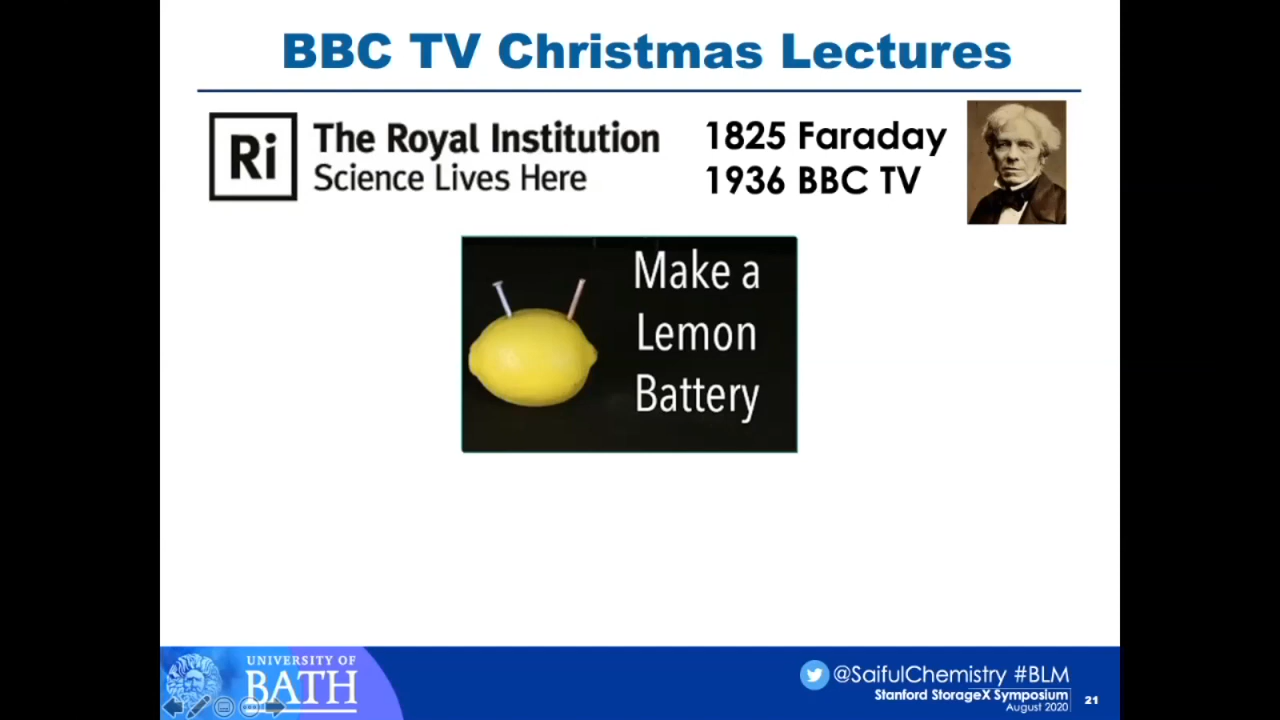 BBC TV Christmas Lectures
Ri
The Royal Institution
Science Lives Here
1825 Faraday
1936 BBC TV
Make a
Lemon
Battery
UNIVERSITY OF
BATH
@SaifulChemistry #BLM
Stanford StorageX Symposium
August 2020
21